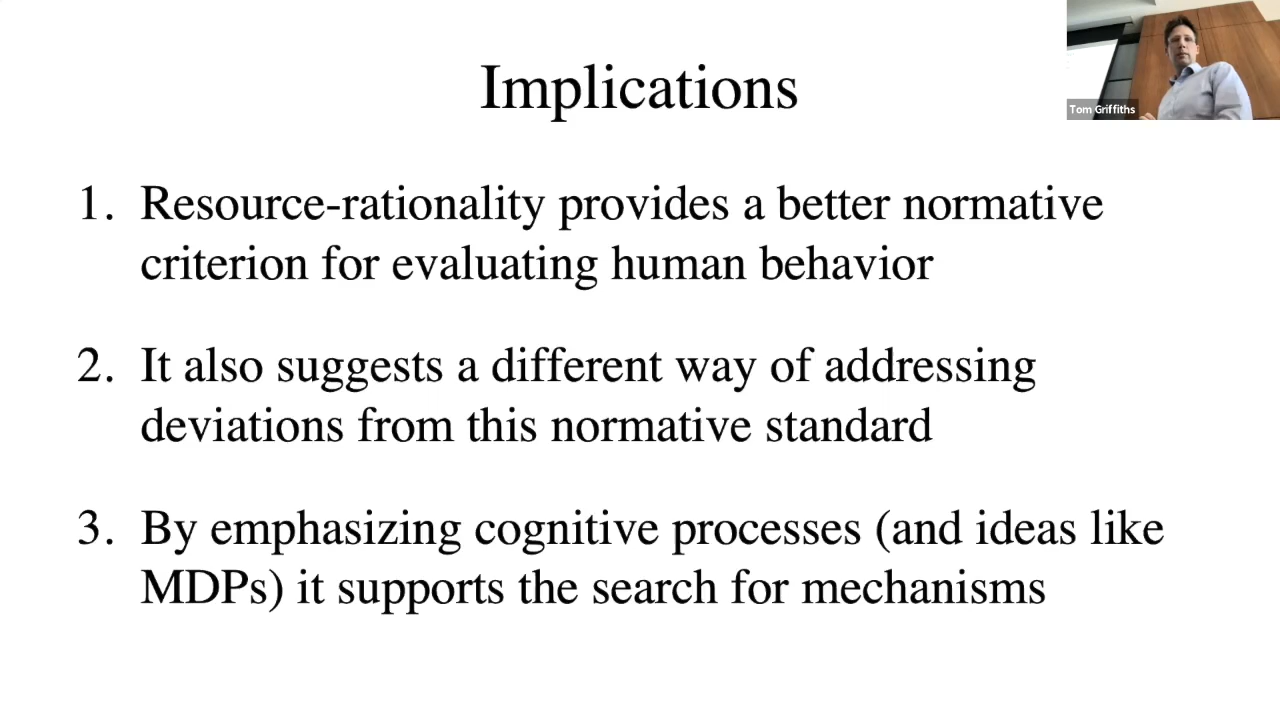 Implications
Tom Griffiths
1. Resource-rationality provides a better normative
criterion for evaluating human behavior
2. It also suggests a different way of addressing
deviations from this normative standard
3. By emphasizing cognitive processes (and ideas like
MDPs) it supports the search for mechanisms